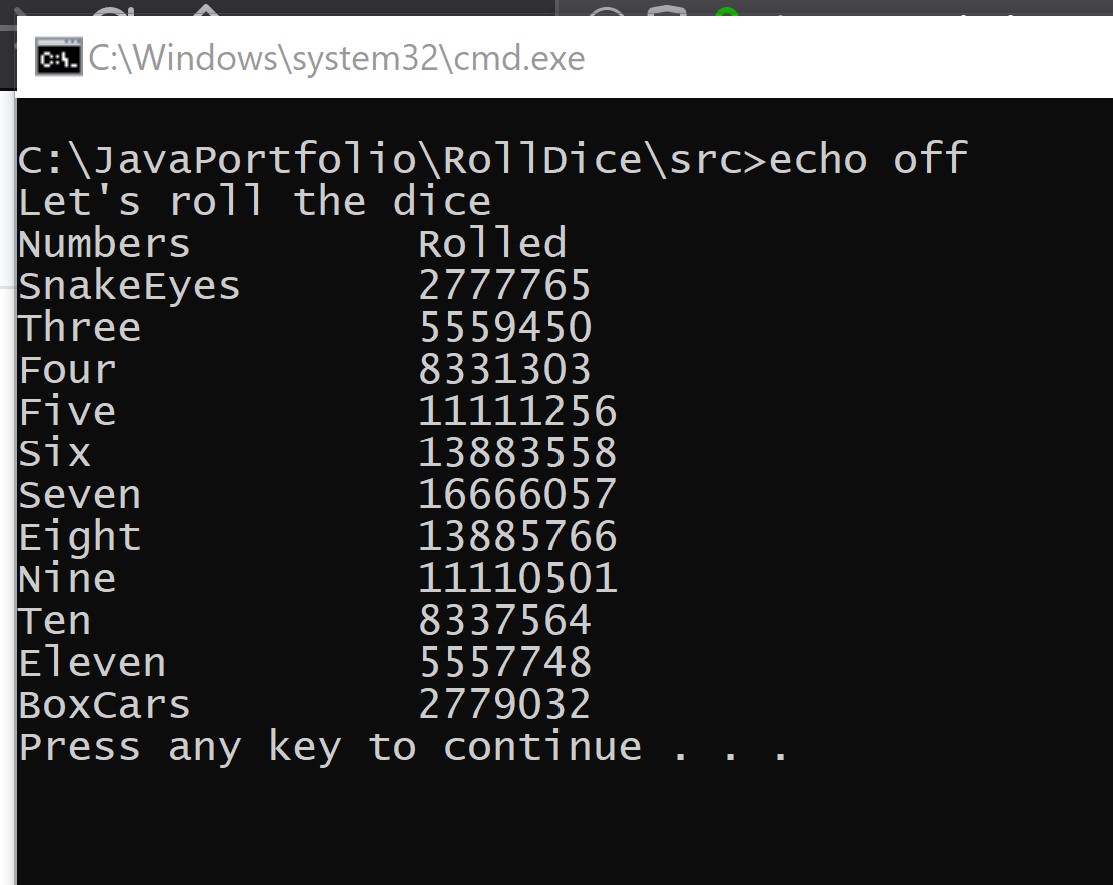 C:\Windows\system32\cmd.exe
C:\JavaPortfolio\RollDice\src>echo off
Let's roll the dice
Numbers Rolled
SnakeEyes 2777765
Three 5559450
Four 8331303
Five 11111256
Six 13883558
Seven 16666057
Eight 13885766
Nine 11110501
Ten 8337564
Eleven 5557748
BoxCars 2779032
Press any key to continue . . .